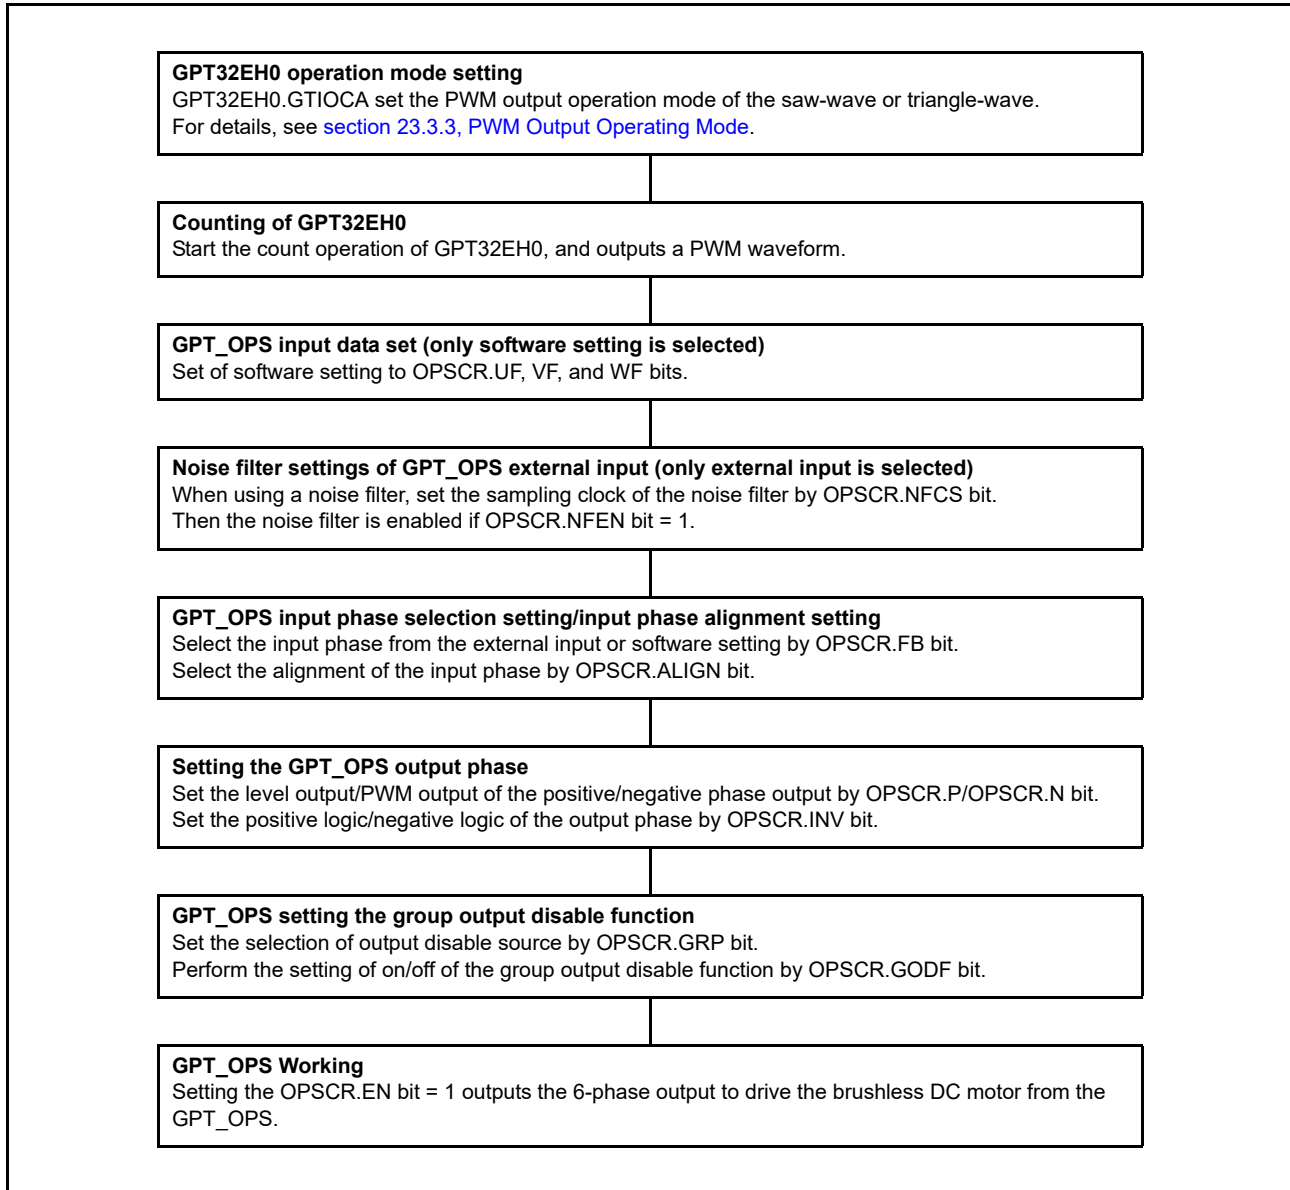 GPT32EH0 operation mode setting
GPT32EH0.GTIOCA set the PWM output operation mode of the saw-wave or triangle-wave.
For details, see section 23.3.3, PWM Output Operating Mode.
Counting of GPT32EH0
Start the count operation of GPT32EH0, and outputs a PWM waveform.
GPT_OPS input data set (only software setting is selected)
Set of software setting to OPSCR.UF, VF, and WF bits.
Noise filter settings of GPT_OPS external input (only external input is selected)
When using a noise filter, set the sampling clock of the noise filter by OPSCR.NFCS bit.
Then the noise filter is enabled if OPSCR.NFEN bit = 1.
GPT_OPS input phase selection setting/input phase alignment setting
Select the input phase from the external input or software setting by OPSCR.FB bit.
Select the alignment of the input phase by OPSCR.ALIGN bit.
Setting the GPT_OPS output phase
Set the level output/PWM output of the positive/negative phase output by OPSCR.P/OPSCR.N bit.
Set the positive logic/negative logic of the output phase by OPSCR.INV bit.
GPT_OPS setting the group output disable function
Set the selection of output disable source by OPSCR.GRP bit.
Perform the setting of on/off of the group output disable function by OPSCR.GODF bit.
GPT_OPS Working
Setting the OPSCR.EN bit = 1 outputs the 6-phase output to drive the brushless DC motor from the
GPT_OPS.